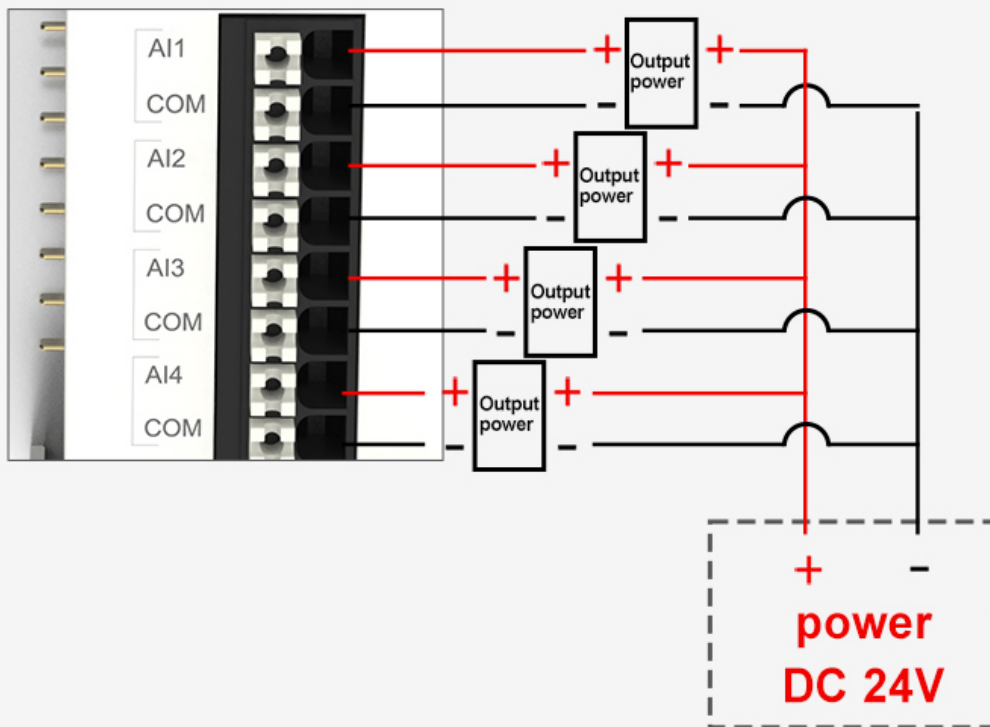 AI1
COM
AI2
COM
AI3
COM
AI4
COM
+ + Output
power
- -
+ + Output
power
- -
+ + Output
power
- -
+ + Output
power
- -
+ -
power
DC 24V